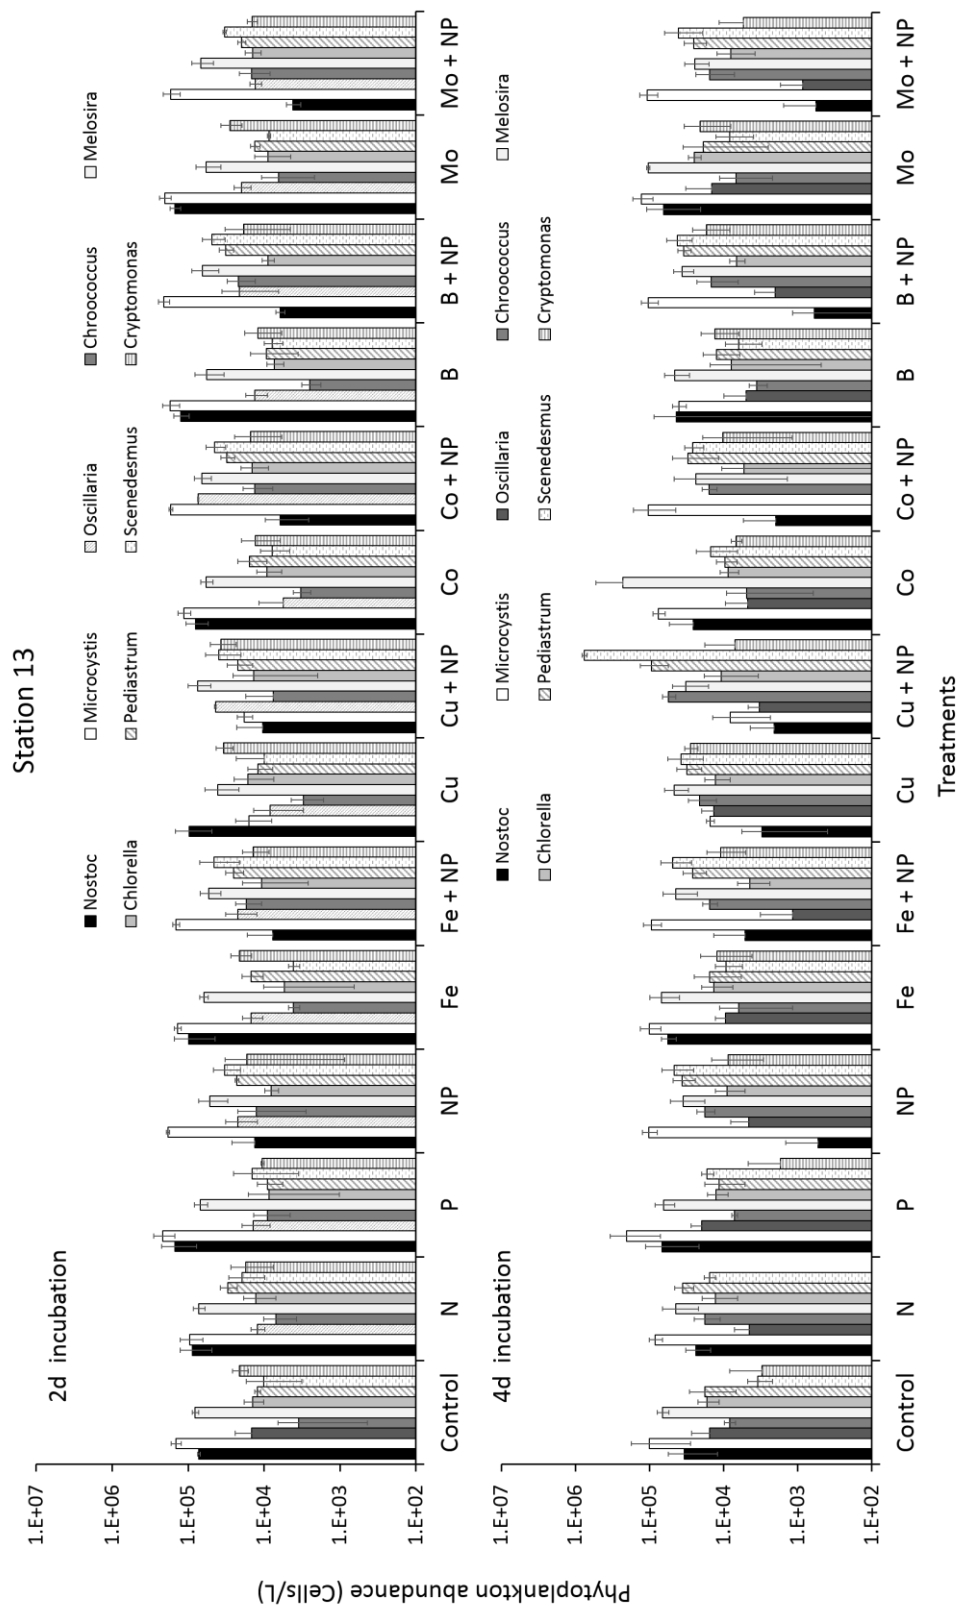 Station 13
2d incubation
Nostoc
Microcystis
Oscillaria
Chroococcus
Melosira
Chlorella
Pediastrum
Scenedesmus
Cryptomonas
1.E+07
1.E+06
1.E+05
1.E+04
1.E+03
1.E+02
Control N P NP Fe Fe + NP Cu Cu + NP Co Co + NP B B + NP Mo Mo + NP
Phytoplankton abundance (Cells/L)
4d incubation
Nostoc
Microcystis
Oscillaria
Chroococcus
Melosira
Chlorella
Pediastrum
Scenedesmus
Cryptomonas
1.E+07
1.E+06
1.E+05
1.E+04
1.E+03
1.E+02
Control N P NP Fe Fe + NP Cu Cu + NP Co Co + NP B B + NP Mo Mo + NP
Treatments